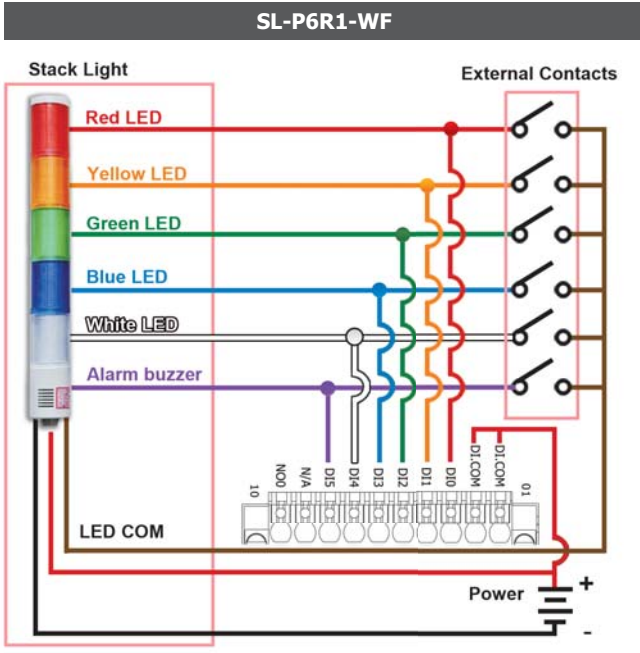 SL-P6R1-WF
Stack Light
External Contacts
Red LED
Yellow LED
Green LED
Blue LED
White LED
Alarm buzzer
10
NO0
N/A
DI5
DI4
DI3
DI2
DI1
DI0
DI.COM
DI.COM
01
LED COM
Power
+
-